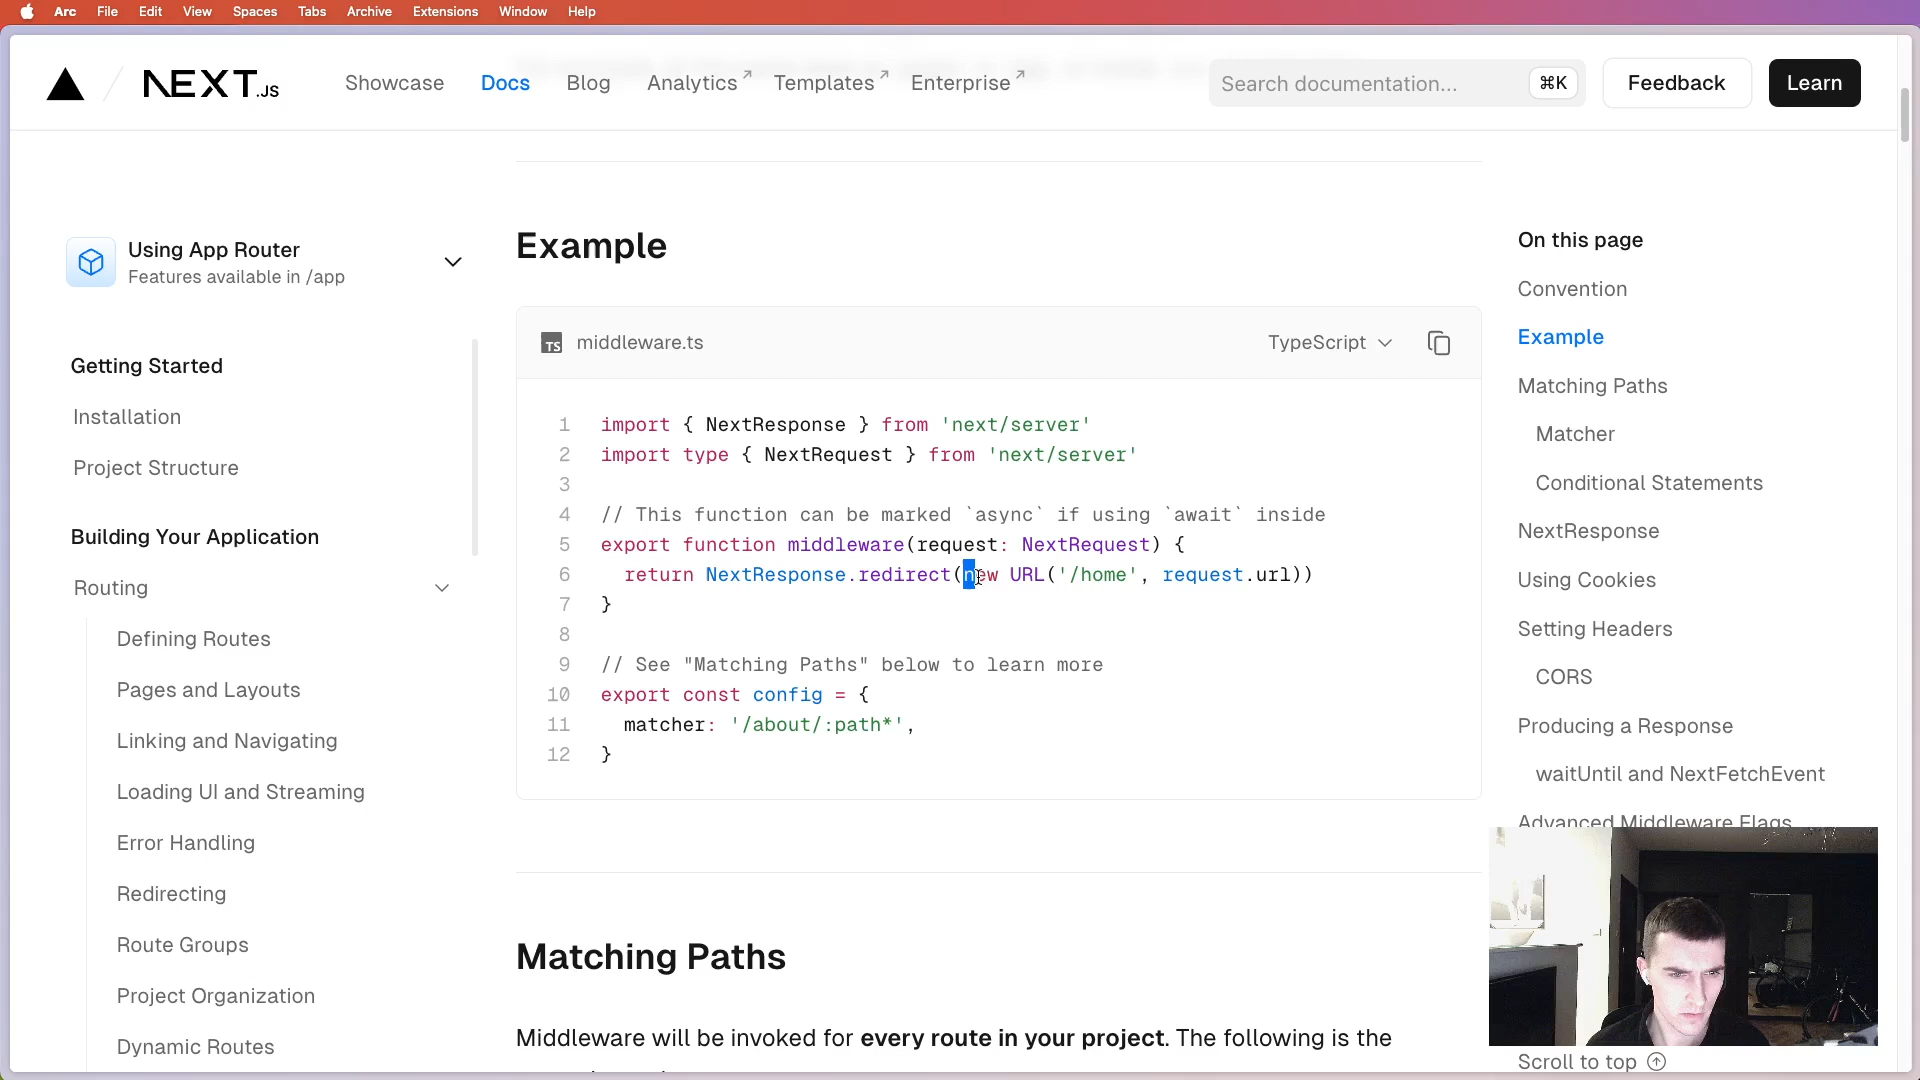 Arc File Edit View Spaces Tabs Archive Extensions Window Help
NEXT.JS Showcase Docs Blog Analytics Templates Enterprise Search documentation... ⌘K Feedback Learn
Using App Router
Features available in /app
Getting Started
Installation
Project Structure
Building Your Application
Routing
Defining Routes
Pages and Layouts
Linking and Navigating
Loading UI and Streaming
Error Handling
Redirecting
Route Groups
Project Organization
Dynamic Routes
Example
TS middleware.ts TypeScript
1 import { NextResponse } from 'next/server'
2 import type { NextRequest } from 'next/server'
3
4 // This function can be marked `async` if using `await` inside
5 export function middleware(request: NextRequest) {
6 return NextResponse.redirect(new URL('/home', request.url))
7 }
8
9 // See "Matching Paths" below to learn more
10 export const config = {
11 matcher: '/about/:path*',
12 }
Matching Paths
Middleware will be invoked for every route in your project. The following is the
On this page
Convention
Example
Matching Paths
Matcher
Conditional Statements
NextResponse
Using Cookies
Setting Headers
CORS
Producing a Response
waitUntil and NextFetchEvent
Advanced Middleware Flags
Scroll to top